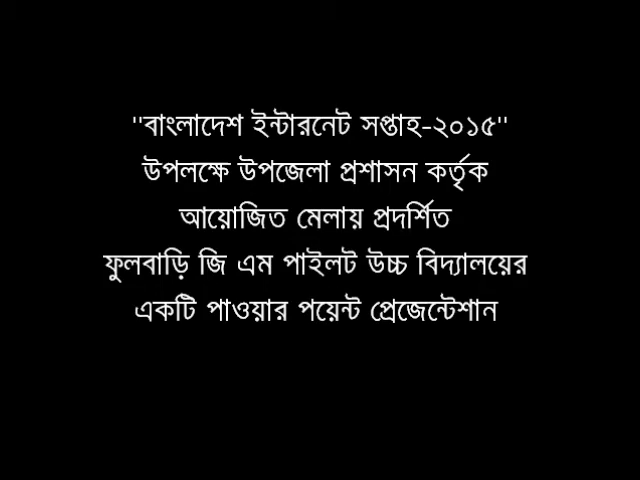 "বাংলাদেশ ইন্টারনেট সপ্তাহ-২০১৫"
উপলক্ষে উপজেলা প্রশাসন কর্তৃক
আয়োজিত মেলায় প্রদর্শিত
ফুলবাড়ি জি এম পাইলট উচ্চ বিদ্যালয়ের
একটি পাওয়ার পয়েন্ট প্রেজেন্টেশান